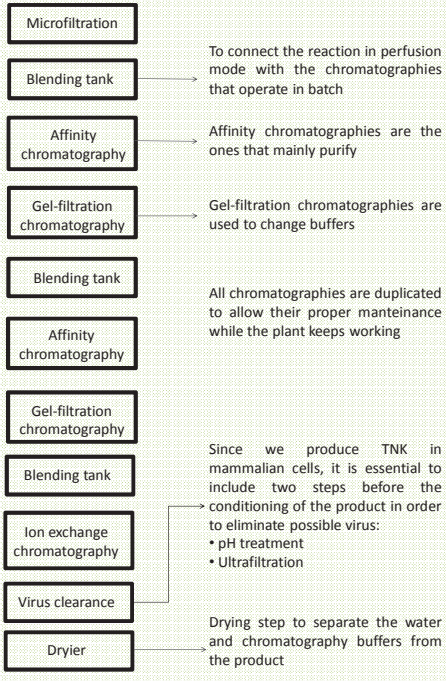 Microfiltration
Blending tank
To connect the reaction in perfusion
mode with the chromatographies
that operate in batch
Affinity
chromatography
Affinity chromatographies are the
ones that mainly purify
Gel-filtration
chromatography
Gel-filtration chromatographies are
used to change buffers
Blending tank
All chromatographies are duplicated
to allow their proper manteinance
while the plant keeps working
Affinity
chromatography
Gel-filtration
chromatography
Blending tank
Ion exchange
chromatography
Since we produce TNK in
mammalian cells, it is essential to
include two steps before the
conditioning of the product in order
to eliminate possible virus:
• pH treatment
• Ultrafiltration
Virus clearance
Dryier
Drying step to separate the water
and chromatography buffers from
the product